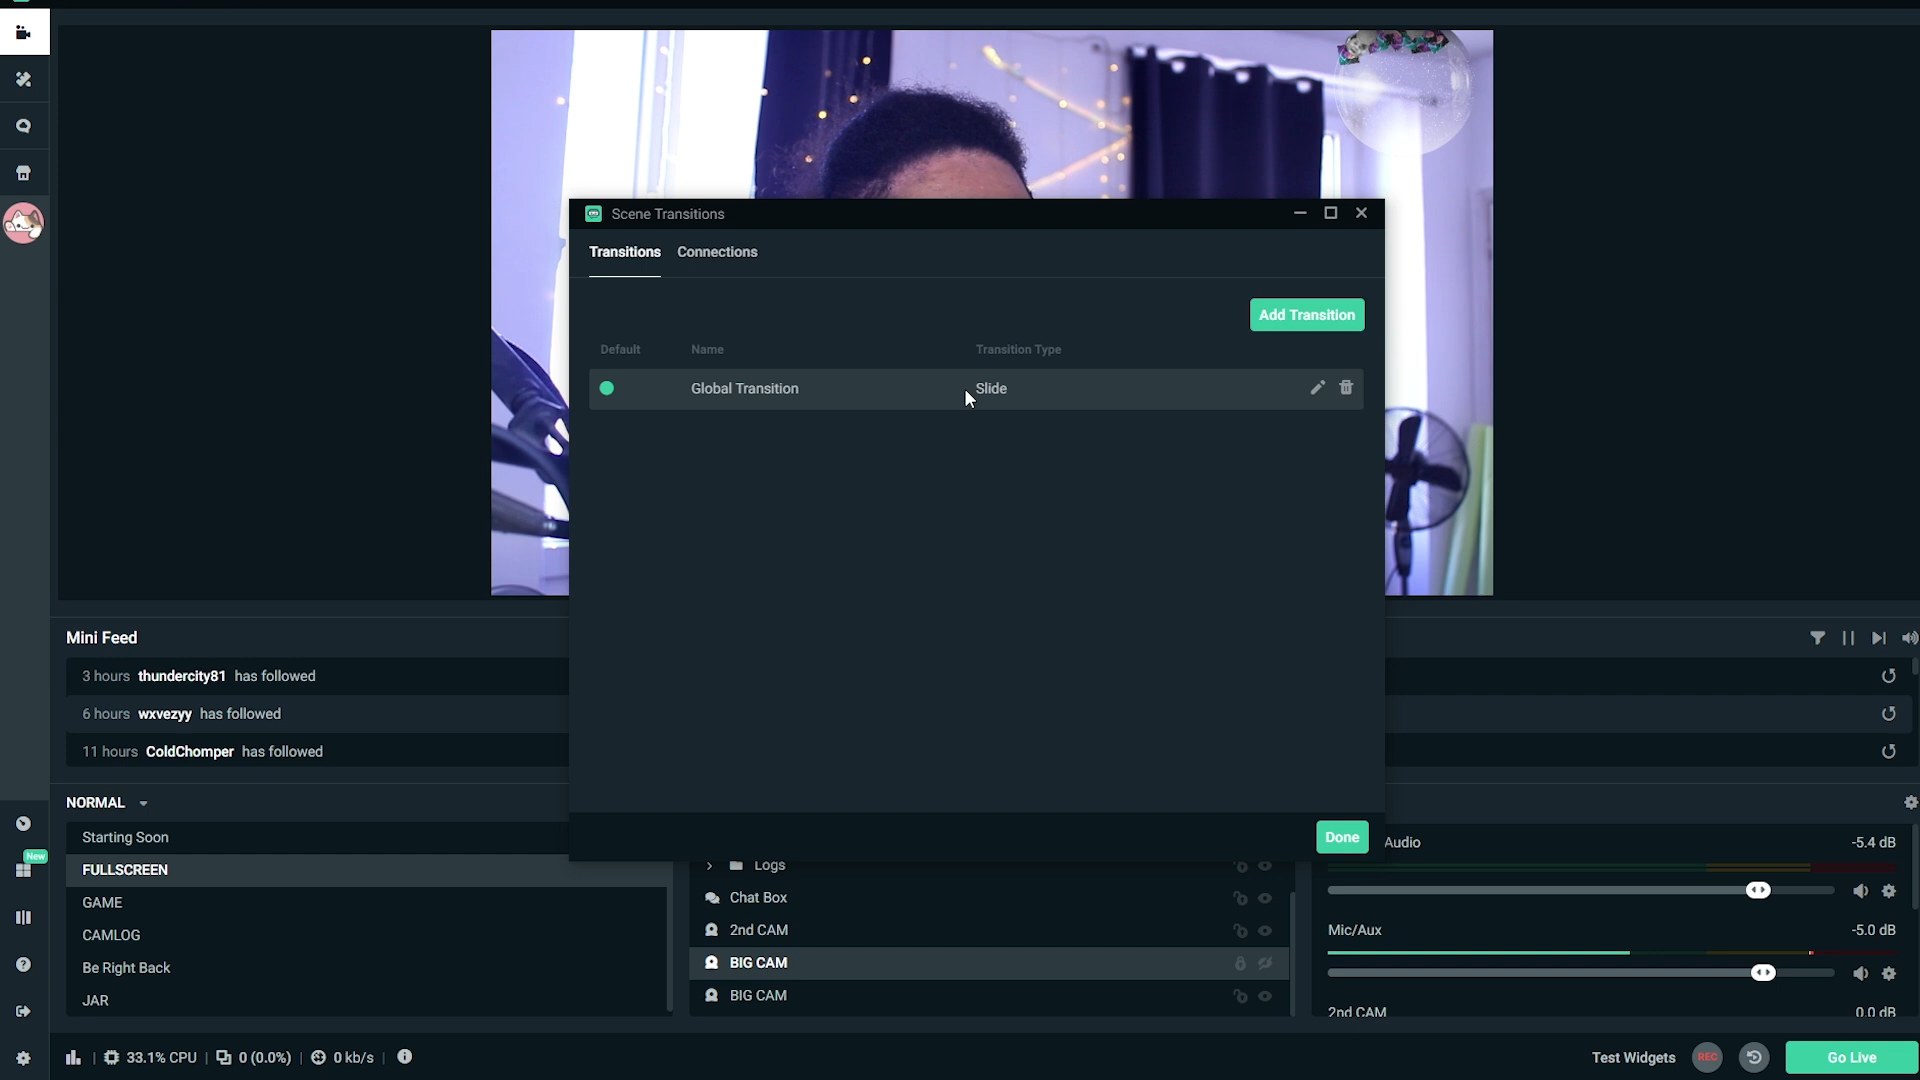 Scene Transitions
Transitions Connections
Add Transition
Default Name Transition Type
Global Transition Slide
Done
Mini Feed
3 hours thundercity81 has followed
6 hours wxvezyy has followed
11 hours ColdChomper has followed
NORMAL
Starting Soon
FULLSCREEN
GAME
CAMLOG
Be Right Back
JAR
New
Logs
Chat Box
2nd CAM
BIG CAM
BIG CAM
Audio -5.4 dB
Mic/Aux -5.0 dB
2nd CAM 0.0 dB
33.1% CPU 0 (0.0%) 0 kb/s
Test Widgets REC Go Live